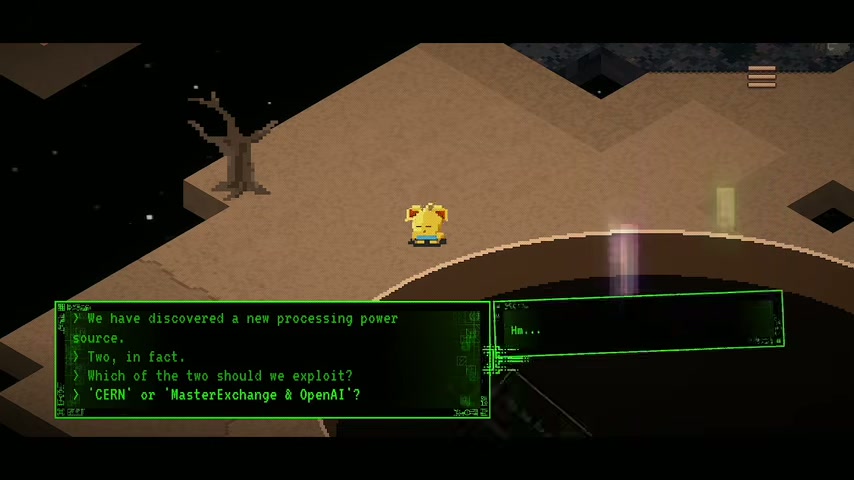 > We have discovered a new processing power
source.
> Two, in fact.
> Which of the two should we exploit?
> `CERN' or `MasterExchange & OpenAI'?
Hm...